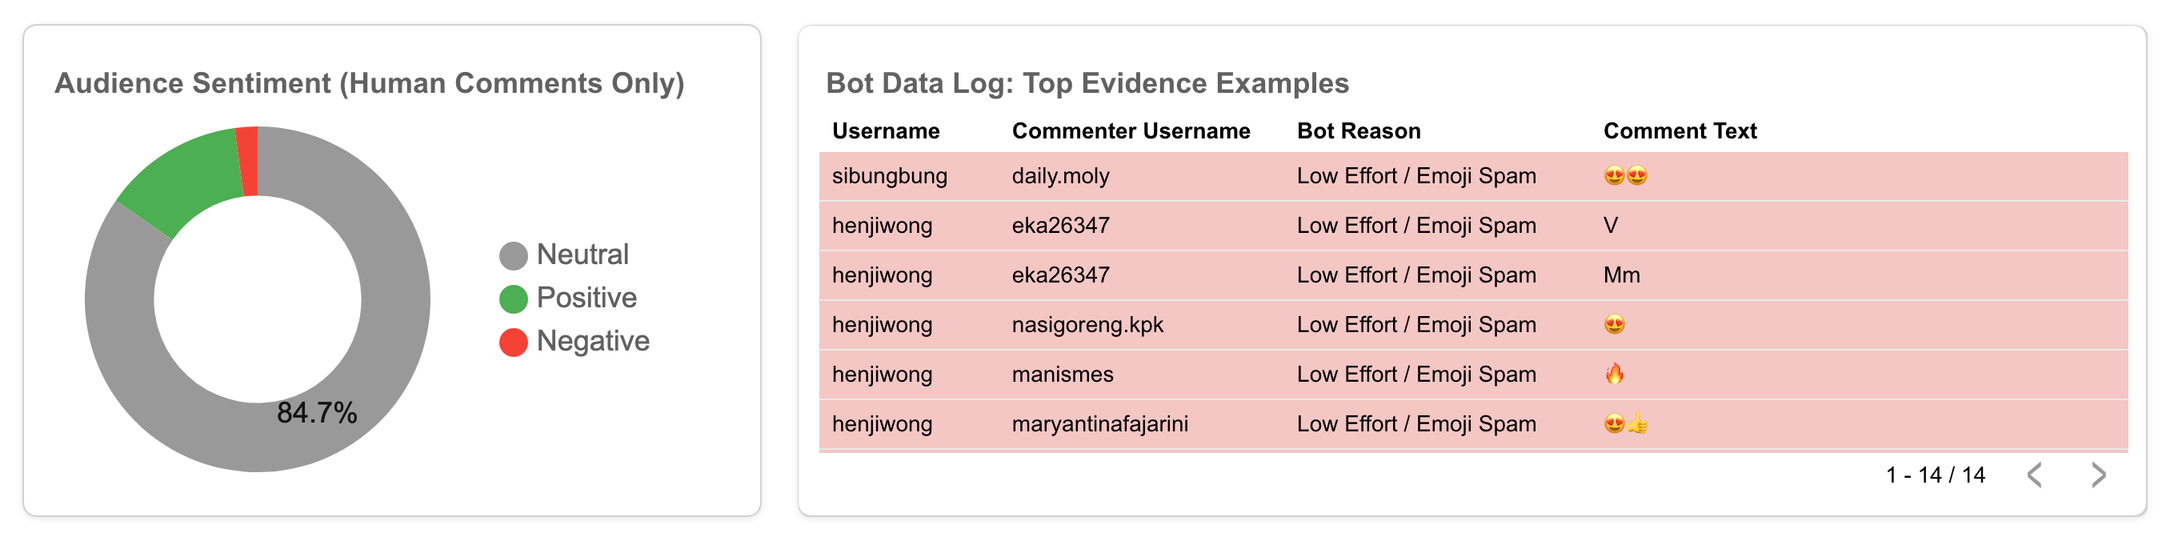 Audience Sentiment (Human Comments Only)
84.7%
Neutral
Positive
Negative
Bot Data Log: Top Evidence Examples
Username Commenter Username Bot Reason Comment Text
sibungbung daily.moly Low Effort / Emoji Spam 😍😍
henjiwong eka26347 Low Effort / Emoji Spam V
henjiwong eka26347 Low Effort / Emoji Spam Mm
henjiwong nasigoreng.kpk Low Effort / Emoji Spam 😍
henjiwong manismes Low Effort / Emoji Spam 🔥
henjiwong maryantinafajarini Low Effort / Emoji Spam 😍👍
1 - 14 / 14